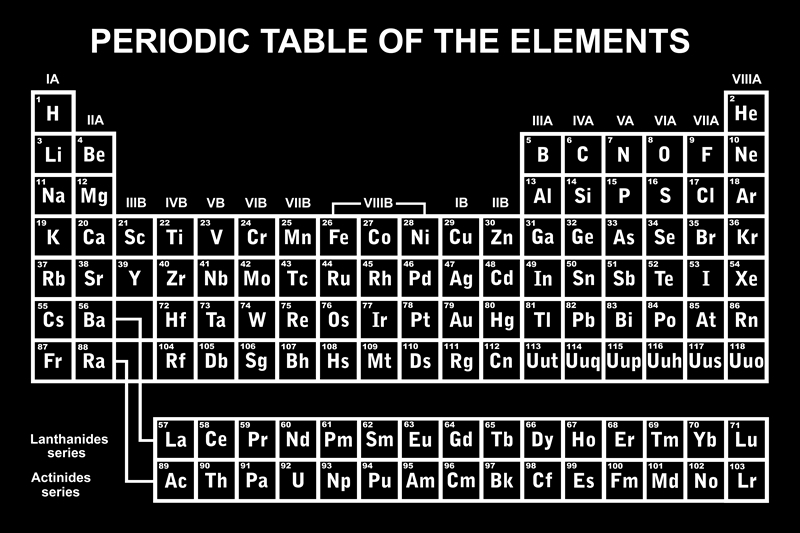 PERIODIC TABLE OF THE ELEMENTS
IA VIIIA
1 H 2 He
IIA IIIA IVA VA VIA VIIA
3 Li 4 Be 5 B 6 C 7 N 8 O 9 F 10 Ne
11 Na 12 Mg 13 Al 14 Si 15 P 16 S 17 Cl 18 Ar
IIIB IVB VB VIB VIIB VIIIB IB IIB
19 K 20 Ca 21 Sc 22 Ti 23 V 24 Cr 25 Mn 26 Fe 27 Co 28 Ni 29 Cu 30 Zn 31 Ga 32 Ge 33 As 34 Se 35 Br 36 Kr
37 Rb 38 Sr 39 Y 40 Zr 41 Nb 42 Mo 43 Tc 44 Ru 45 Rh 46 Pd 47 Ag 48 Cd 49 In 50 Sn 51 Sb 52 Te 53 I 54 Xe
55 Cs 56 Ba 72 Hf 73 Ta 74 W 75 Re 76 Os 77 Ir 78 Pt 79 Au 80 Hg 81 Tl 82 Pb 83 Bi 84 Po 85 At 86 Rn
87 Fr 88 Ra 104 Rf 105 Db 106 Sg 107 Bh 108 Hs 109 Mt 110 Ds 111 Rg 112 Cn 113 Uut 114 Uuq 115 Uup 116 Uuh 117 Uus 118 Uuo
Lanthanides
series
57 La 58 Ce 59 Pr 60 Nd 61 Pm 62 Sm 63 Eu 64 Gd 65 Tb 66 Dy 67 Ho 68 Er 69 Tm 70 Yb 71 Lu
Actinides
series
89 Ac 90 Th 91 Pa 92 U 93 Np 94 Pu 95 Am 96 Cm 97 Bk 98 Cf 99 Es 100 Fm 101 Md 102 No 103 Lr